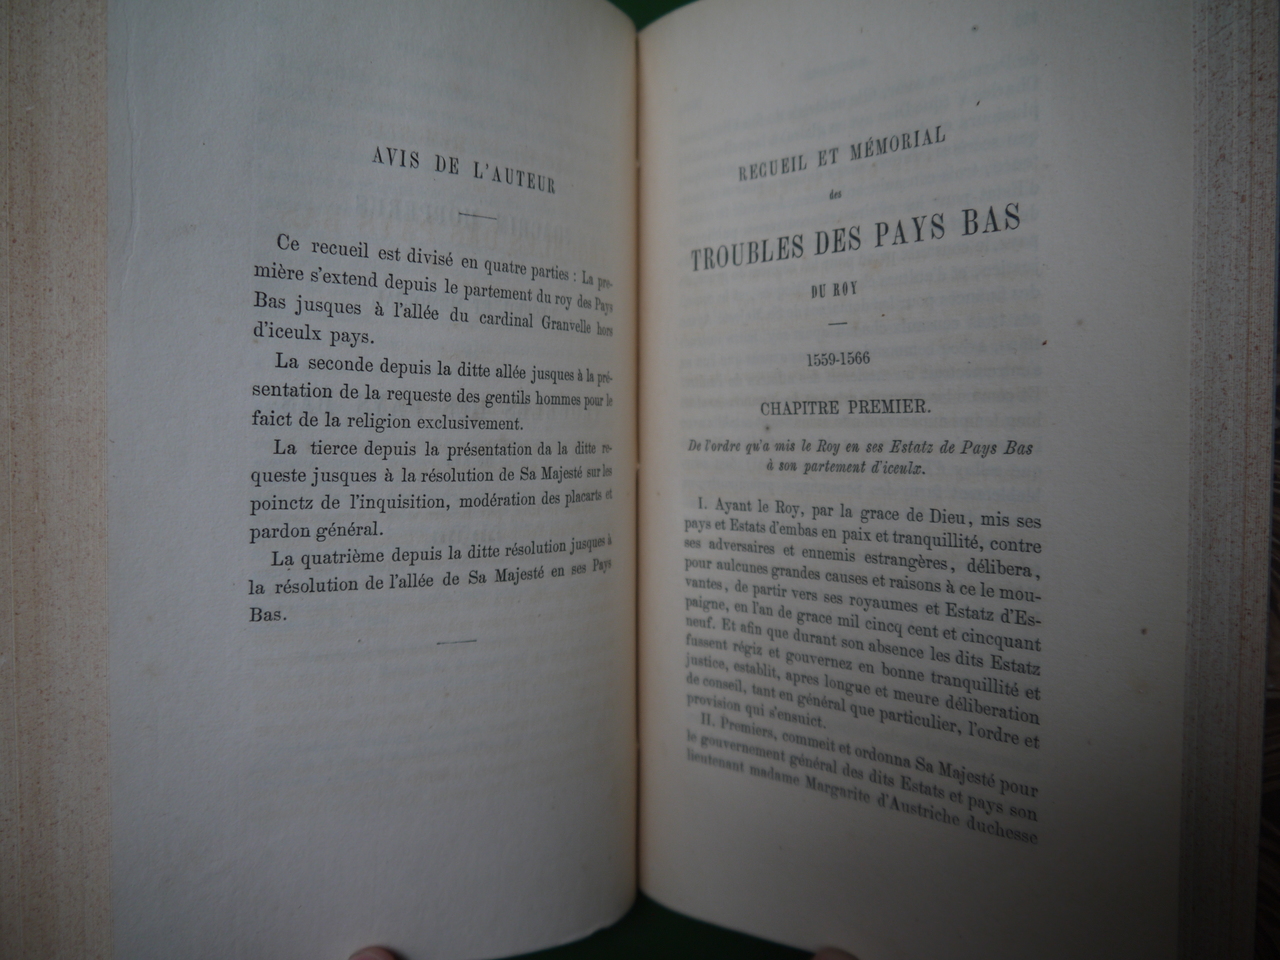 AVIS DE L'AUTEUR
Ce recueil est divisé en quatre parties : La pre-
mière s'extend depuis le partement du roy des Pays
Bas jusques à l'allée du cardinal Granvelle hors
d'iceulx pays.
La seconde depuis la ditte allée jusques à la pré-
sentation de la requeste des gentils hommes pour le
faict de la religion exclusivement.
La tierce depuis la présentation da la ditte re-
queste jusques à la résolution de Sa Majesté sur les
poinctz de l'inquisition, modération des placarts et
pardon général.
La quatrième depuis la ditte résolution jusques à
la résolution de l'allée de Sa Majesté en ses Pays
Bas.
RECUEIL ET MÉMORIAL
des
TROUBLES DES PAYS BAS
DU ROY
1559-1566
CHAPITRE PREMIER.
De l'ordre qu'a mis le Roy en ses Estatz de Pays Bas
à son partement d'iceulx.
I. Ayant le Roy, par la grace de Dieu, mis ses
pays et Estats d'embas en paix et tranquillité, contre
ses adversaires et ennemis estrangères, délibera,
pour aulcunes grandes causes et raisons à ce le mou-
vantes, de partir vers ses royaumes et Estatz d'Es-
paigne, en l'an de grace mil cincq cent et cincquant
neuf. Et afin que durant son absence les dits Estatz
fussent régiz et gouvernez en bonne tranquillité et
justice, establit, apres longue et meure déliberation
de conseil, tant en général que particulier, l'ordre et
provision qui s'ensuict.
II. Premiers, commeit et ordonna Sa Majesté pour
le gouvernement général des dits Estats et pays son
lieutenant madame Margarite d'Austriche duchesse